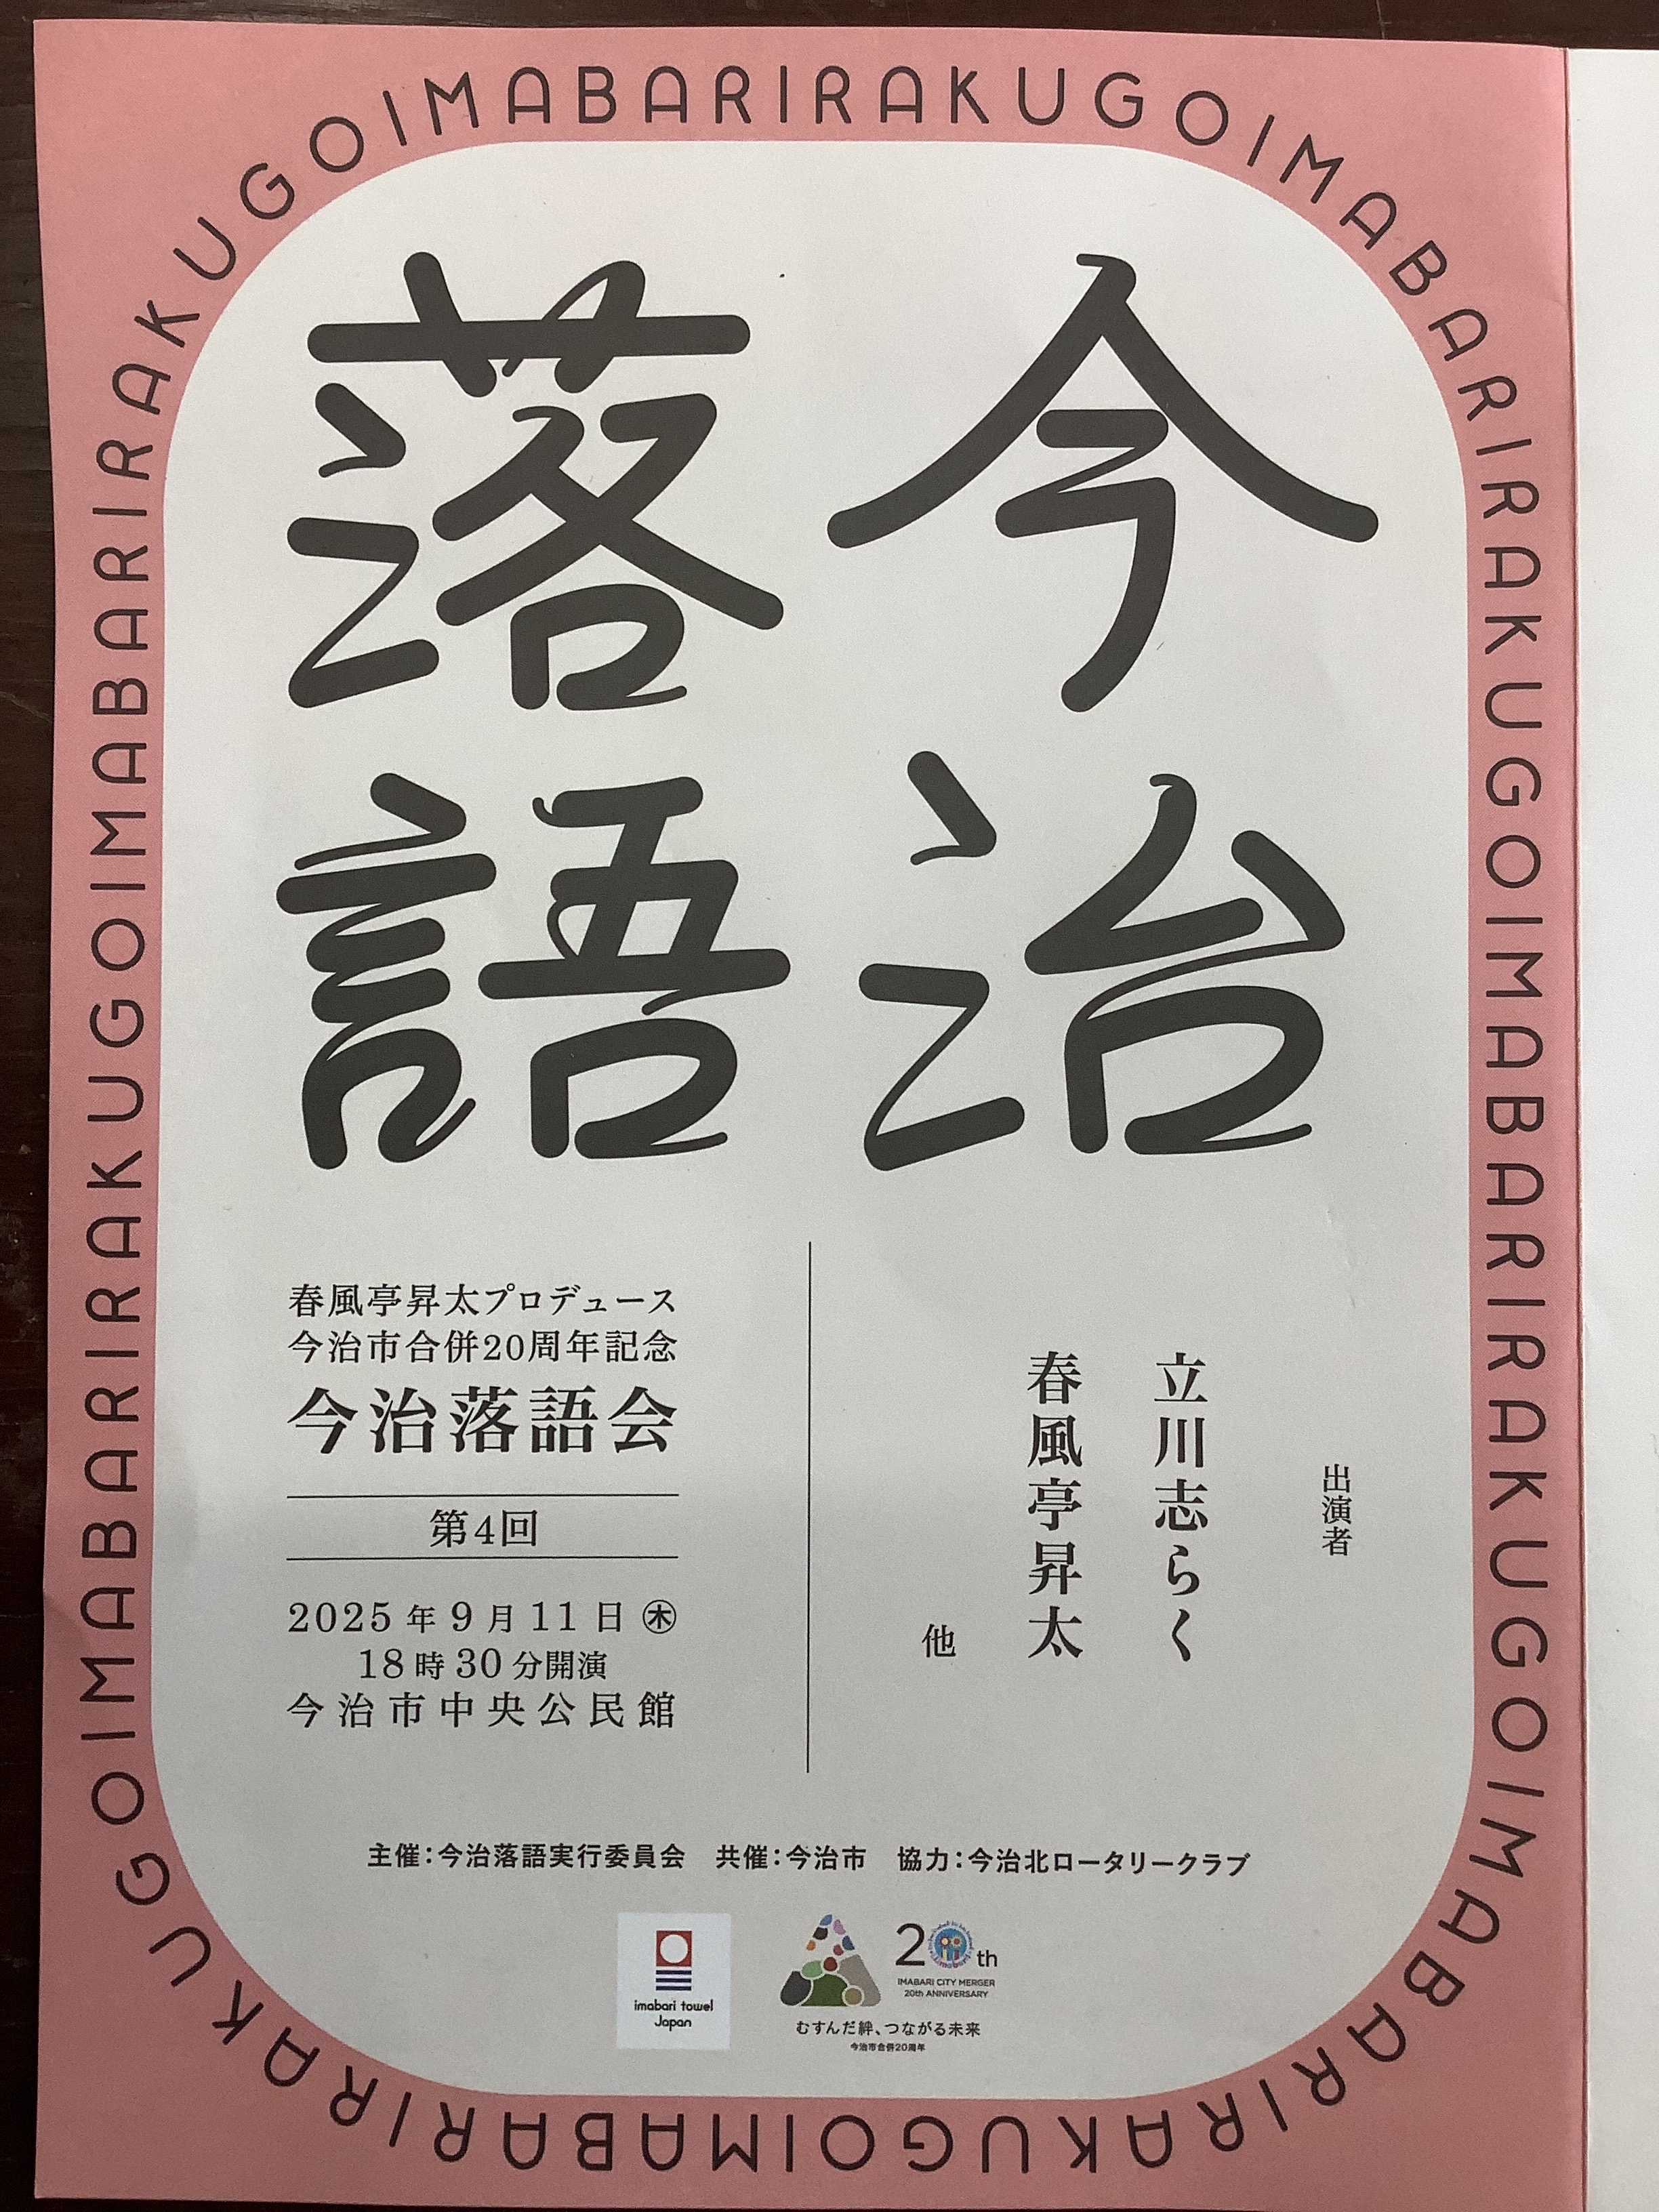 IMABARIRAKUGOIMABARIRAKUGOIMABARIRAKUGOIMABARIRAKUGOIMABARIRAKUGOIMABARIRAKUGOIMABARIRAKUGOIMABARIRAKUGOIMABARIRAKUGO
今治
落語
出演者
立川志らく
春風亭昇太
他
春風亭昇太プロデュース
今治市合併20周年記念
今治落語会
第4回
2025年9月11日㊍
18時30分開演
今治市中央公民館
主催:今治落語実行委員会 共催:今治市 協力:今治北ロータリークラブ
imabari towel
Japan
20th
IMABARI CITY MERGER
20th ANNIVERSARY
むすんだ絆、つながる未来
今治市合併20周年